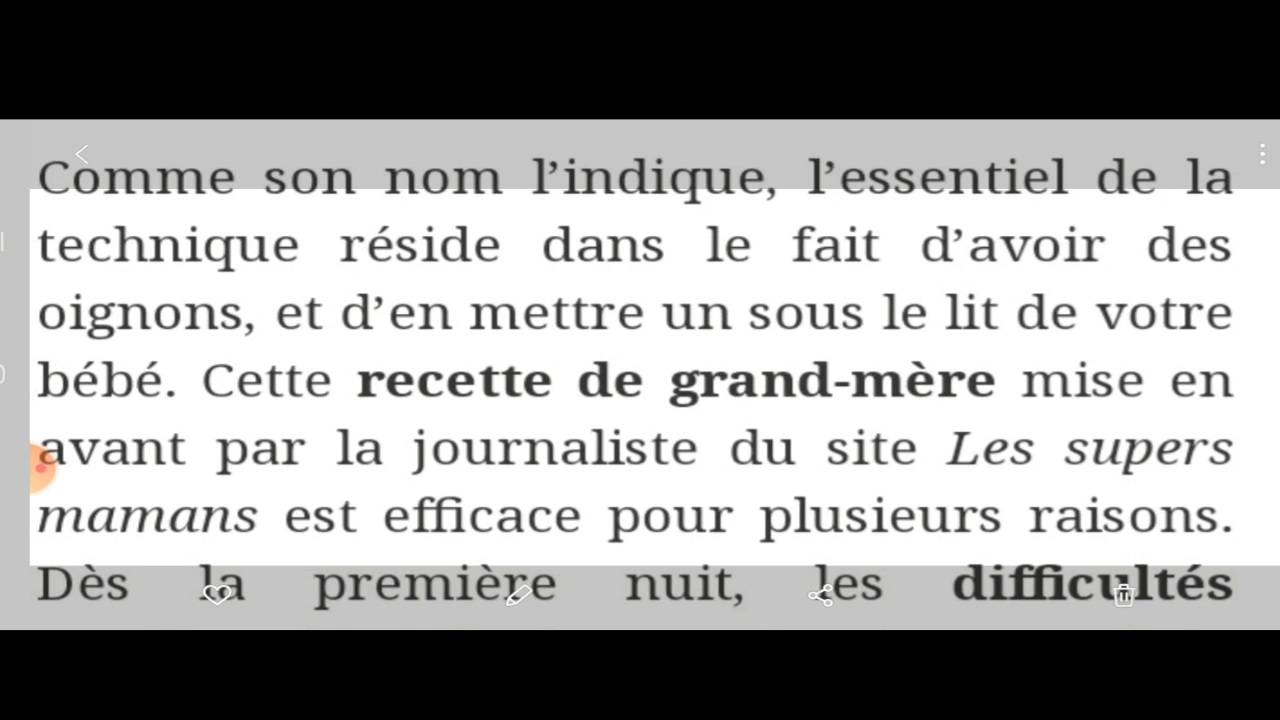 Comme son nom l’indique, l’essentiel de la
technique réside dans le fait d’avoir des
oignons, et d’en mettre un sous le lit de votre
bébé. Cette recette de grand-mère mise en
avant par la journaliste du site Les supers
mamans est efficace pour plusieurs raisons.
Dès la première nuit, les difficultés